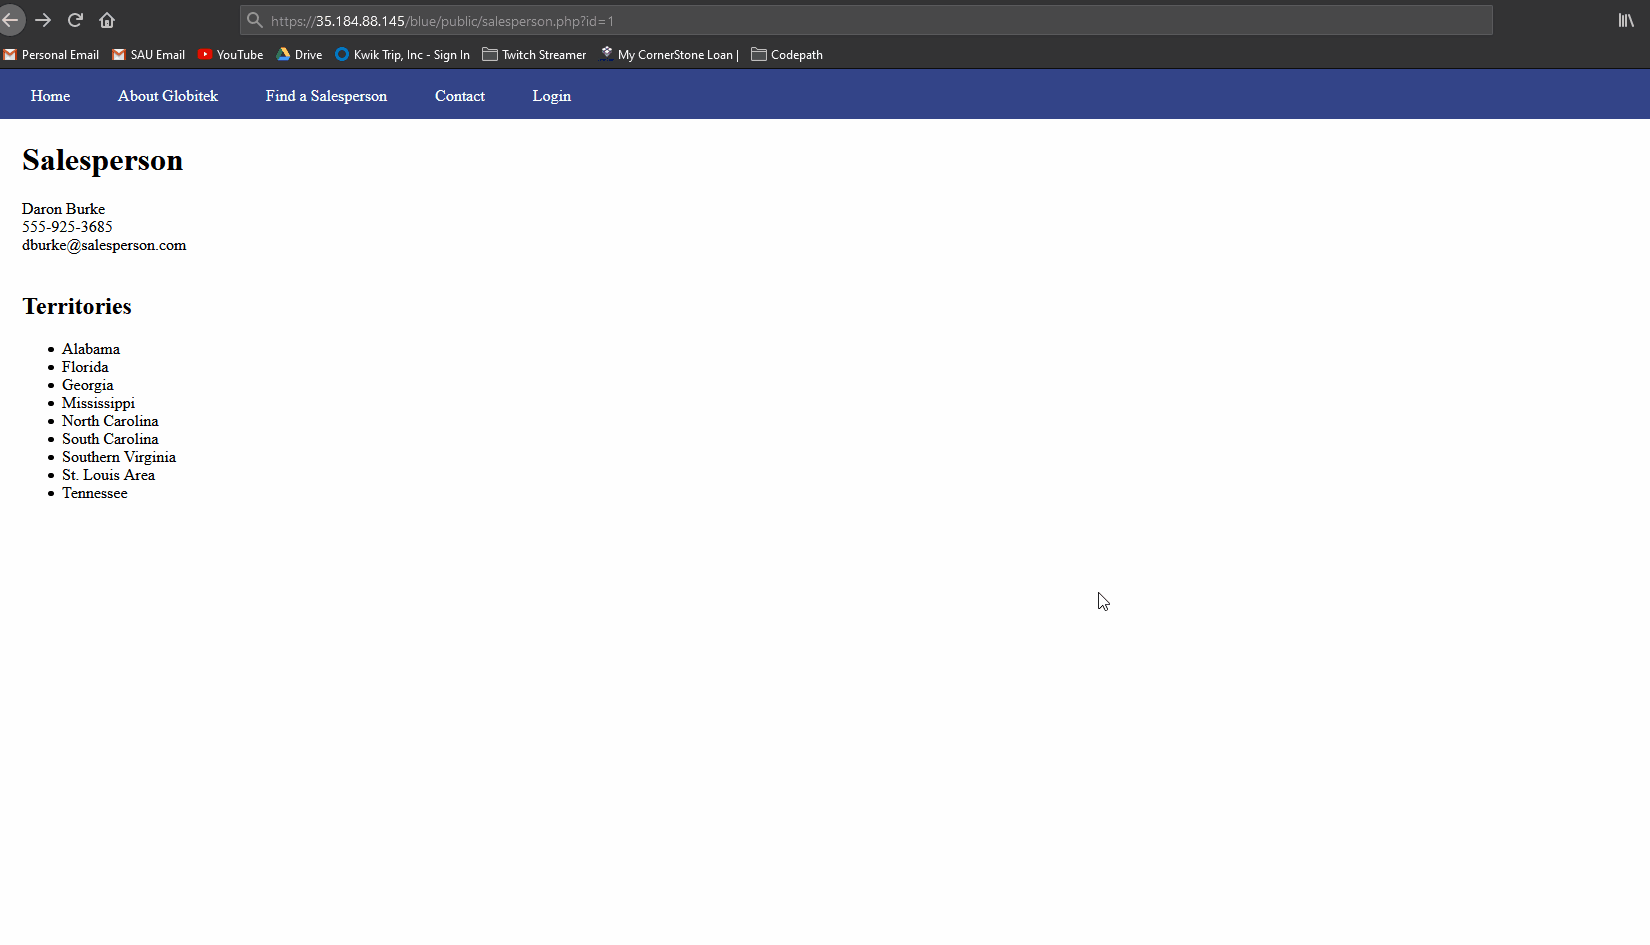 https://35.184.88.145/blue/public/salesperson.php?id=1
Personal Email SAU Email YouTube Drive Kwik Trip, Inc - Sign In Twitch Streamer My CornerStone Loan | Codepath
Home About Globitek Find a Salesperson Contact Login
Salesperson
Daron Burke
555-925-3685
dburke@salesperson.com
Territories
Alabama
Florida
Georgia
Mississippi
North Carolina
South Carolina
Southern Virginia
St. Louis Area
Tennessee